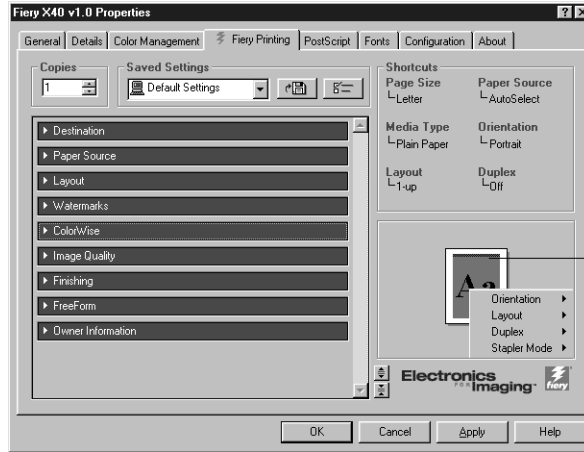 Fiery X40 v1.0 Properties
General Details Color Management Fiery Printing PostScript Fonts Configuration About
Copies
1
Saved Settings
Default Settings
Destination
Paper Source
Layout
Watermarks
ColorWise
Image Quality
Finishing
FreeForm
Owner Information
Shortcuts
Page Size
Letter
Paper Source
AutoSelect
Media Type
Plain Paper
Orientation
Portrait
Layout
1-up
Duplex
Off
Aa
Orientation
Layout
Duplex
Stapler Mode
Electronics
FOR Imaging
fiery
OK Cancel Apply Help